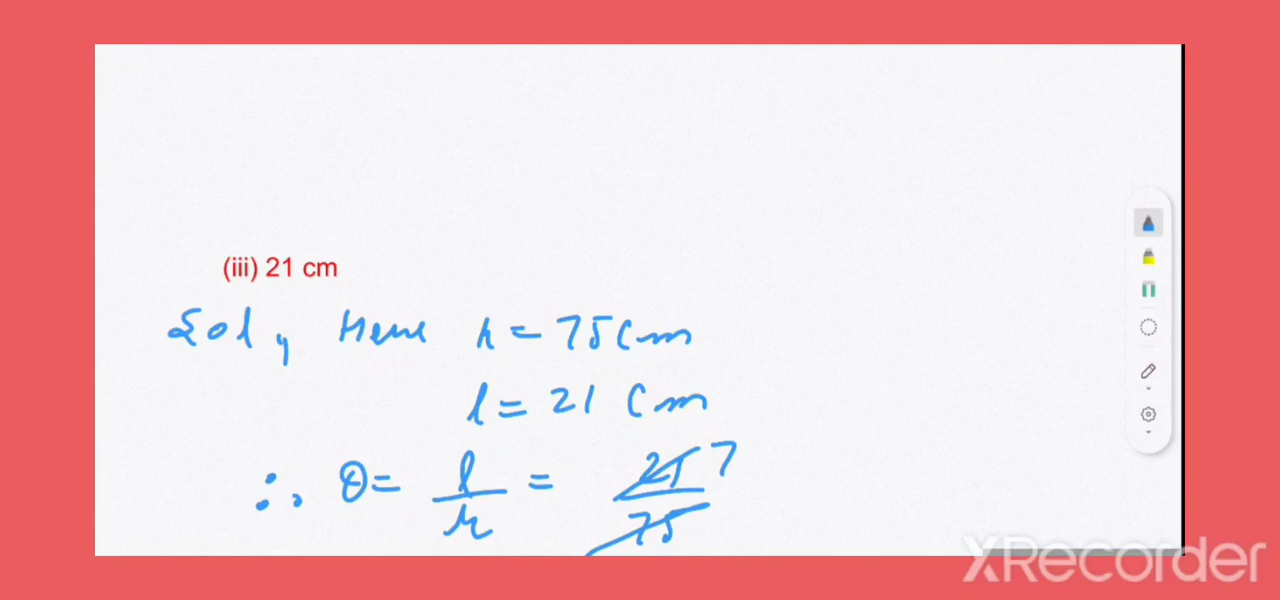 (iii) 21 cm
Sol, Here r = 75 cm
l = 21 cm
∴ θ = l/r = 21/75 7
XRecorder